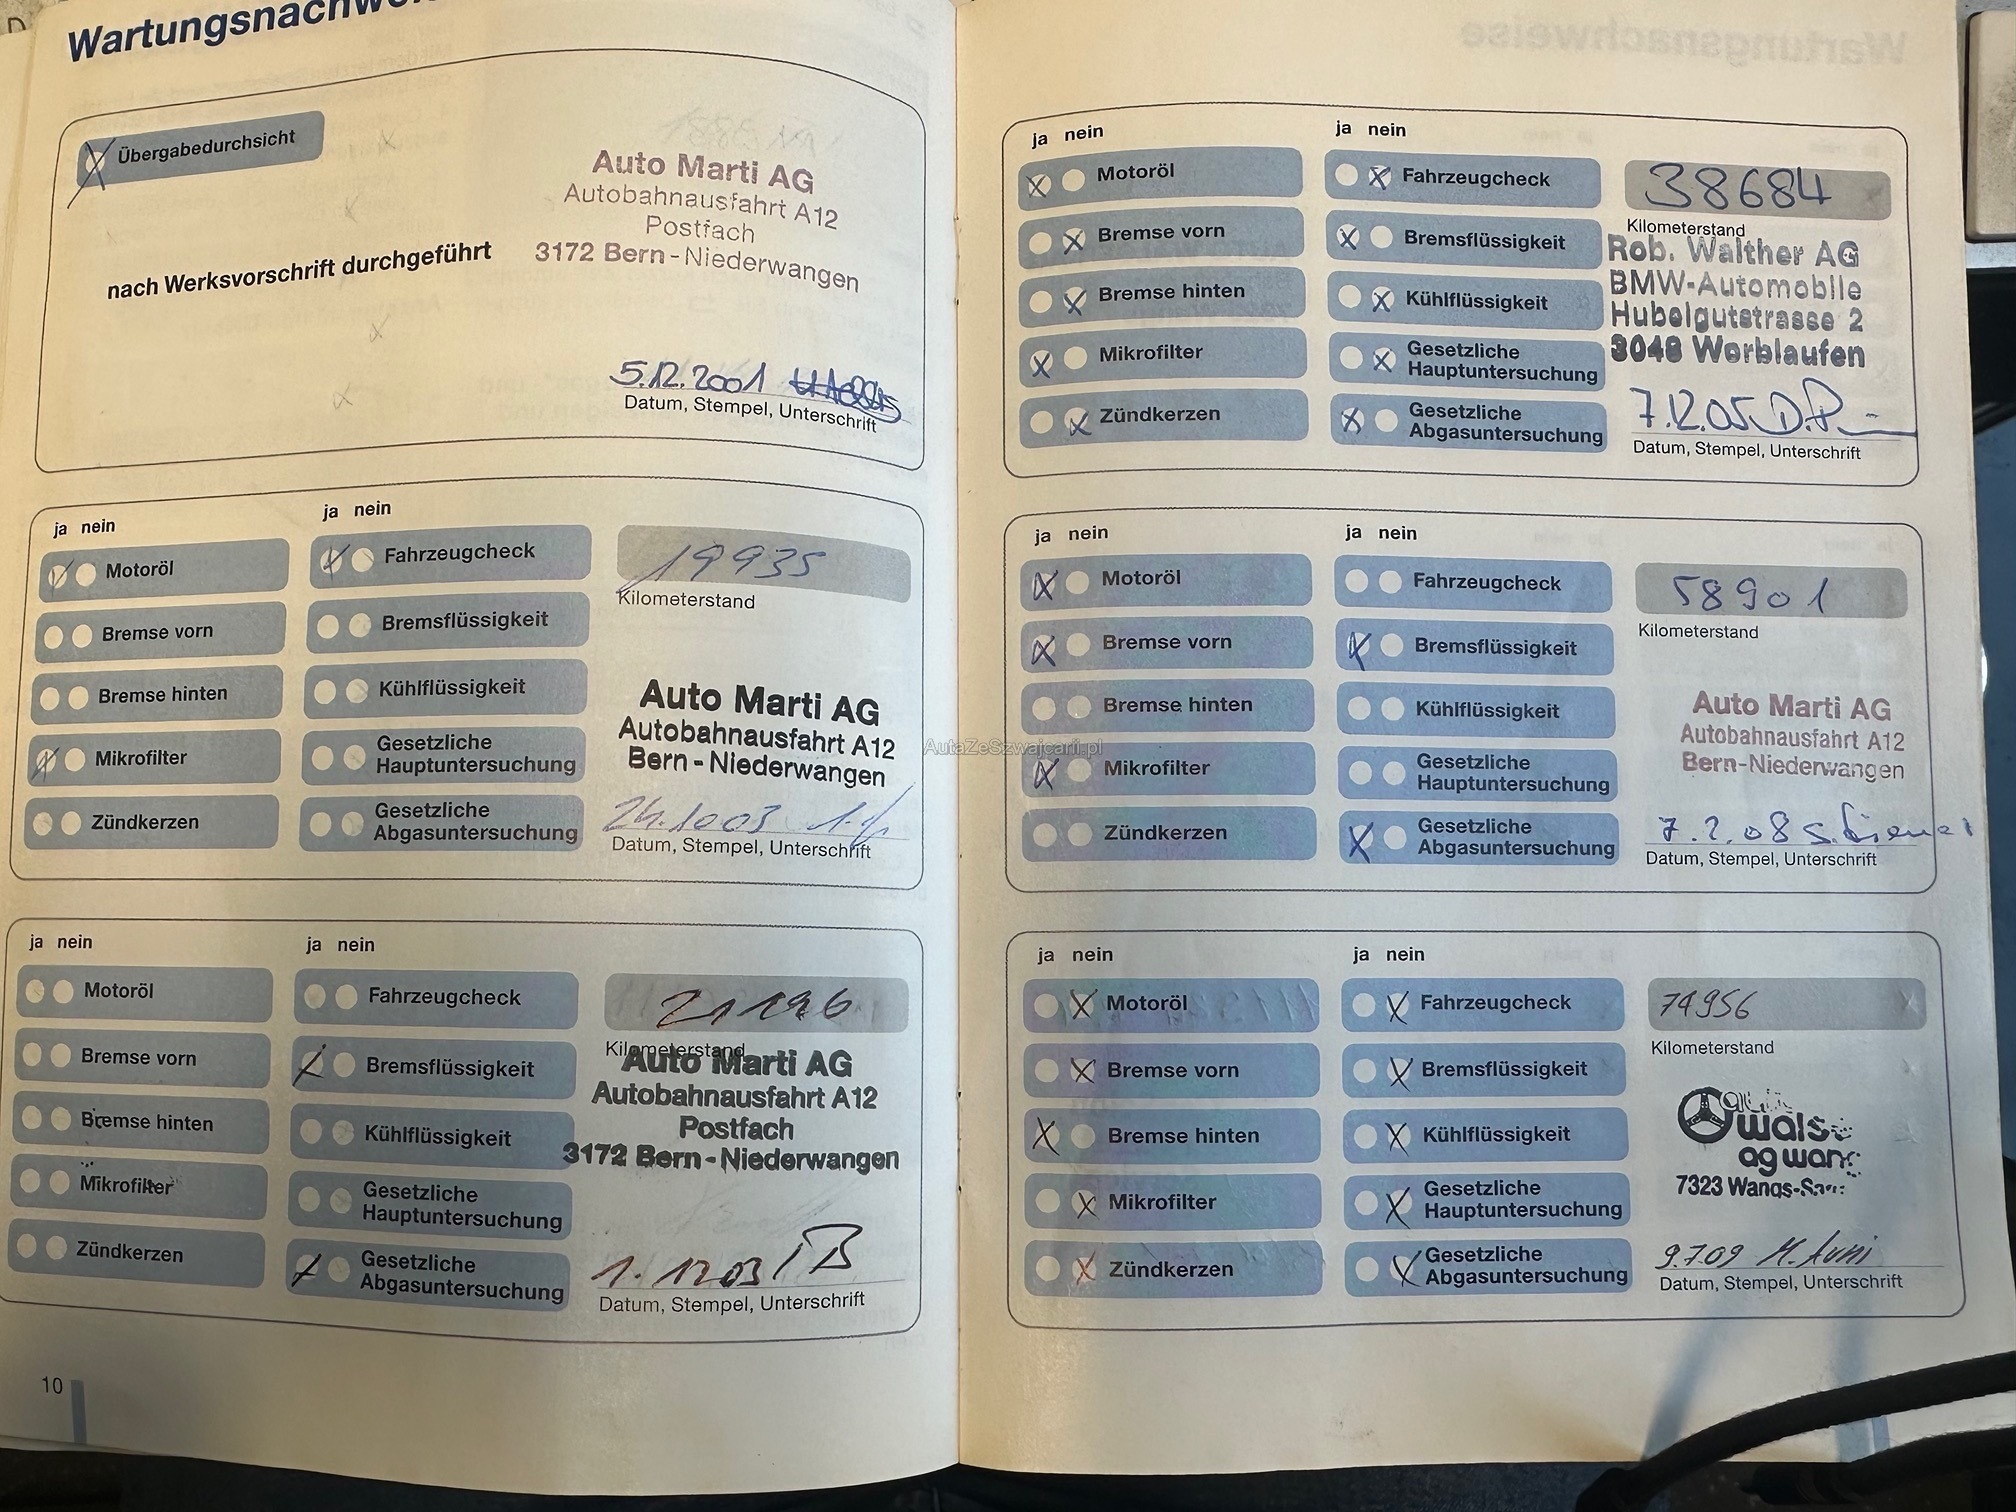 Wartungsnachwei
Übergabedurchsicht
nach Werksvorschrift durchgeführt
Auto Marti AG
Autobahnausfahrt A12
Postfach
3172 Bern - Niederwangen
5.12.2001
Datum, Stempel, Unterschrift
ja nein
ja nein
Motoröl
Bremse vorn
Bremse hinten
Mikrofilter
Zündkerzen
Fahrzeugcheck
Bremsflüssigkeit
Kühlflüssigkeit
Gesetzliche
Hauptuntersuchung
Gesetzliche
Abgasuntersuchung
19935
Kilometerstand
Auto Marti AG
Autobahnausfahrt A12
Bern - Niederwangen
24.10 03
Datum, Stempel, Unterschrift
ja nein
ja nein
Motoröl
Bremse vorn
Bremse hinten
Mikrofilter
Zündkerzen
Fahrzeugcheck
Bremsflüssigkeit
Kühlflüssigkeit
Gesetzliche
Hauptuntersuchung
Gesetzliche
Abgasuntersuchung
21196
Kilometerstand
Auto Marti AG
Autobahnausfahrt A12
Postfach
3172 Bern - Niederwangen
1. 12 03
Datum, Stempel, Unterschrift
10
ja nein
ja nein
Motoröl
Bremse vorn
Bremse hinten
Mikrofilter
Zündkerzen
Fahrzeugcheck
Bremsflüssigkeit
Kühlflüssigkeit
Gesetzliche
Hauptuntersuchung
Gesetzliche
Abgasuntersuchung
38684
Kilometerstand
Rob. Walther AG
BMW-Automobile
Hubelgutstrasse 2
3048 Worblaufen
7.12.05
Datum, Stempel, Unterschrift
ja nein
ja nein
Motoröl
Bremse vorn
Bremse hinten
Mikrofilter
Zündkerzen
Fahrzeugcheck
Bremsflüssigkeit
Kühlflüssigkeit
Gesetzliche
Hauptuntersuchung
Gesetzliche
Abgasuntersuchung
58901
Kilometerstand
Auto Marti AG
Autobahnausfahrt A12
Bern-Niederwangen
7.2.08
Datum, Stempel, Unterschrift
ja nein
ja nein
Motoröl
Bremse vorn
Bremse hinten
Mikrofilter
Zündkerzen
Fahrzeugcheck
Bremsflüssigkeit
Kühlflüssigkeit
Gesetzliche
Hauptuntersuchung
Gesetzliche
Abgasuntersuchung
74956
Kilometerstand
ag wang
7323 Wangs-
9.7.09
Datum, Stempel, Unterschrift
AutaZeSzwajcarii.pl